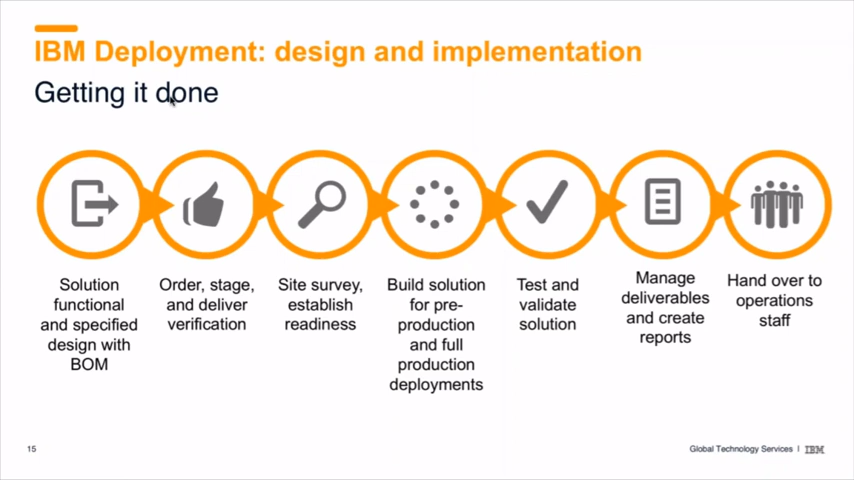 IBM Deployment: design and implementation
Getting it done
Solution
functional
and specified
design with
BOM
Order, stage,
and deliver
verification
Site survey,
establish
readiness
Build solution
for pre-
production
and full
production
deployments
Test and
validate
solution
Manage
deliverables
and create
reports
Hand over to
operations
staff
15
Global Technology Services | IBM